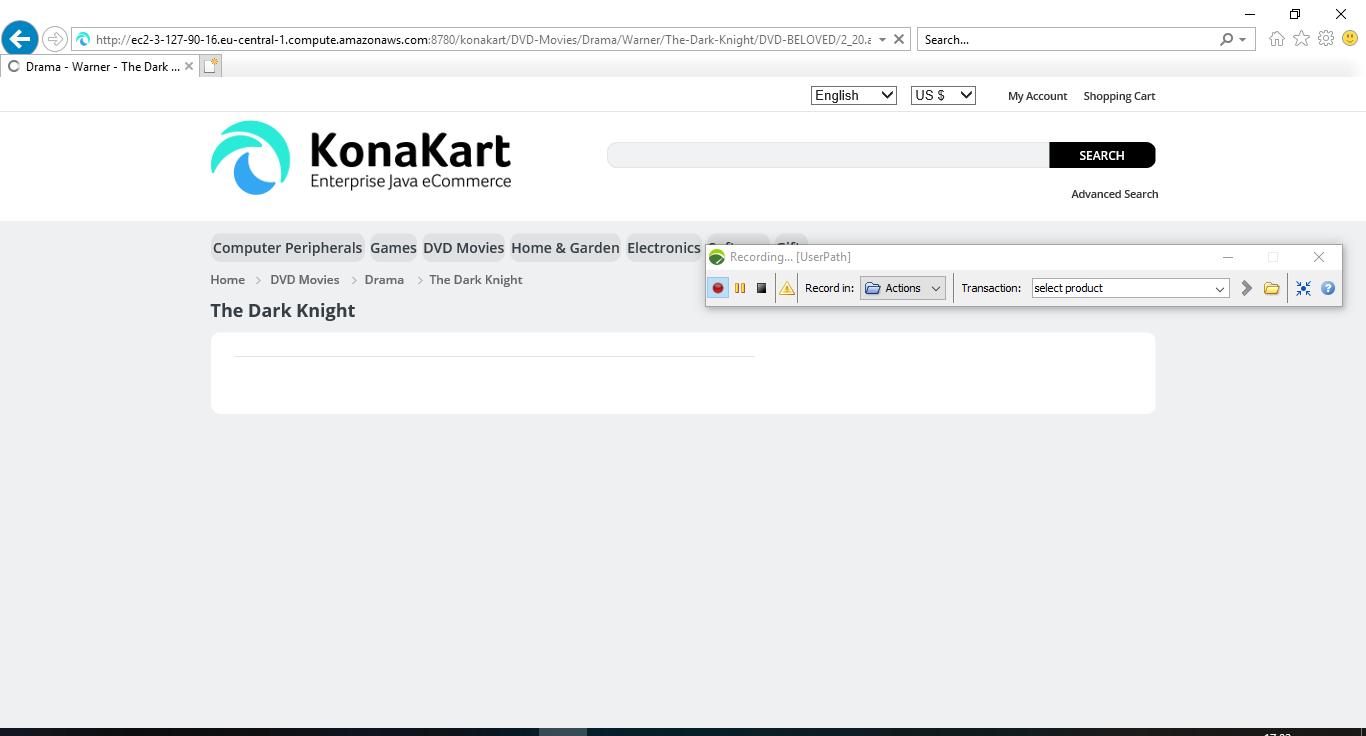 http://ec2-3-127-90-16.eu-central-1.compute.amazonaws.com:8780/konakart/DVD-Movies/Drama/Warner/The-Dark-Knight/DVD-BELOVED/2_20.a
Search...
Drama - Warner - The Dark ...
English
US $
My Account
Shopping Cart
KonaKart
Enterprise Java eCommerce
SEARCH
Advanced Search
Computer Peripherals
Games
DVD Movies
Home & Garden
Electronics
Recording... [UserPath]
Home
DVD Movies
Drama
The Dark Knight
Record in:
Actions
Transaction:
select product
The Dark Knight